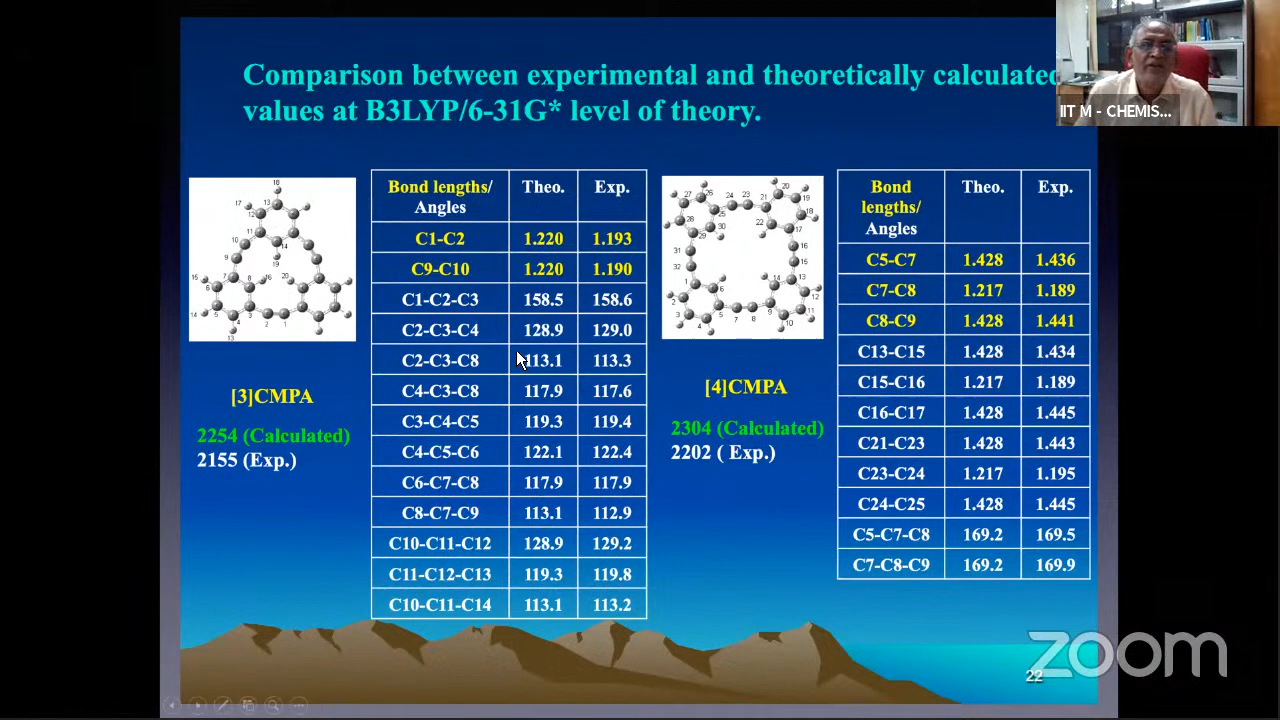 Comparison between experimental and theoretically calculated
values at B3LYP/6-31G* level of theory.
IIT M - CHEMIS...
[3]CMPA
2254 (Calculated)
2155 (Exp.)
Bond lengths/ Theo. Exp.
Angles
C1-C2 1.220 1.193
C9-C10 1.220 1.190
C1-C2-C3 158.5 158.6
C2-C3-C4 128.9 129.0
C2-C3-C8 113.1 113.3
C4-C3-C8 117.9 117.6
C3-C4-C5 119.3 119.4
C4-C5-C6 122.1 122.4
C6-C7-C8 117.9 117.9
C8-C7-C9 113.1 112.9
C10-C11-C12 128.9 129.2
C11-C12-C13 119.3 119.8
C10-C11-C14 113.1 113.2
[4]CMPA
2304 (Calculated)
2202 ( Exp.)
Bond Theo. Exp.
lengths/
Angles
C5-C7 1.428 1.436
C7-C8 1.217 1.189
C8-C9 1.428 1.441
C13-C15 1.428 1.434
C15-C16 1.217 1.189
C16-C17 1.428 1.445
C21-C23 1.428 1.443
C23-C24 1.217 1.195
C24-C25 1.428 1.445
C5-C7-C8 169.2 169.5
C7-C8-C9 169.2 169.9
zoom
22